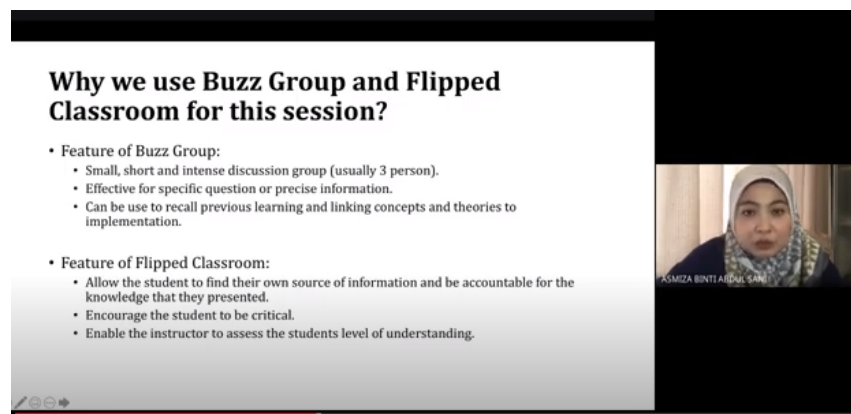 Why we use Buzz Group and Flipped
Classroom for this session?
• Feature of Buzz Group:
• Small, short and intense discussion group (usually 3 person).
• Effective for specific question or precise information.
• Can be use to recall previous learning and linking concepts and theories to
implementation.
• Feature of Flipped Classroom:
• Allow the student to find their own source of information and be accountable for the
knowledge that they presented.
• Encourage the student to be critical.
• Enable the instructor to assess the students level of understanding.
ASMIZA BINTI ABDUL SANI